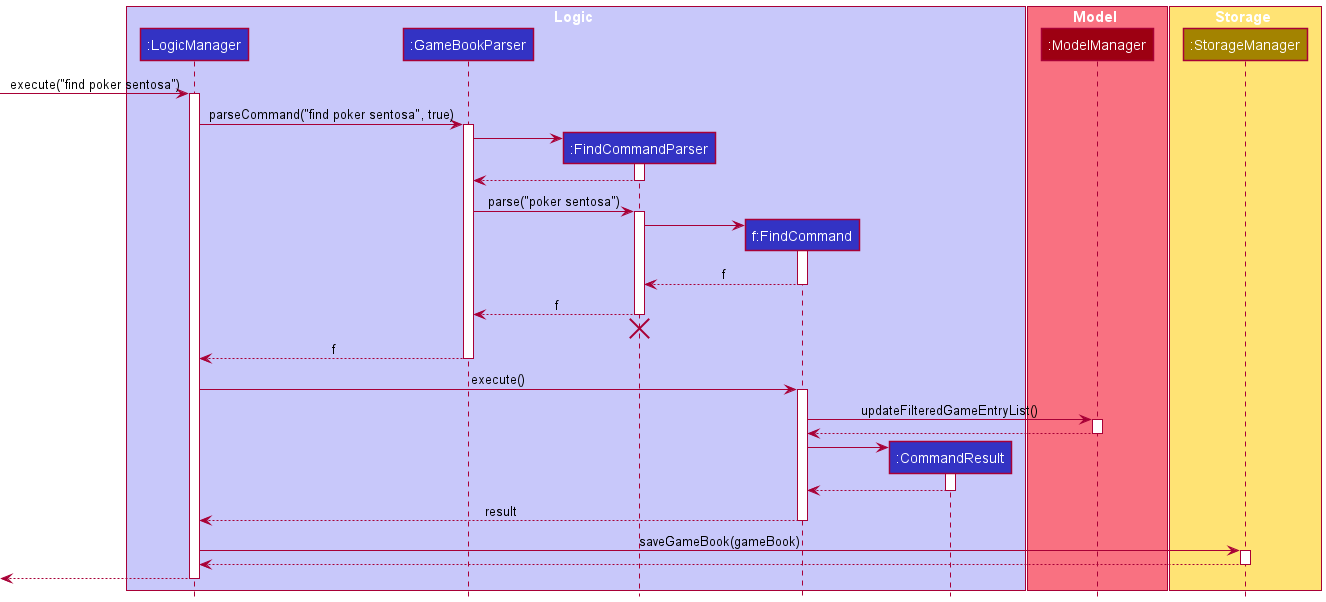 Logic
Model
Storage
:LogicManager
:GameBookParser
:ModelManager
:StorageManager
execute("find poker sentosa")
parseCommand("find poker sentosa", true)
:FindCommandParser
parse("poker sentosa")
f:FindCommand
f
f
f
execute()
updateFilteredGameEntryList()
:CommandResult
result
saveGameBook(gameBook)